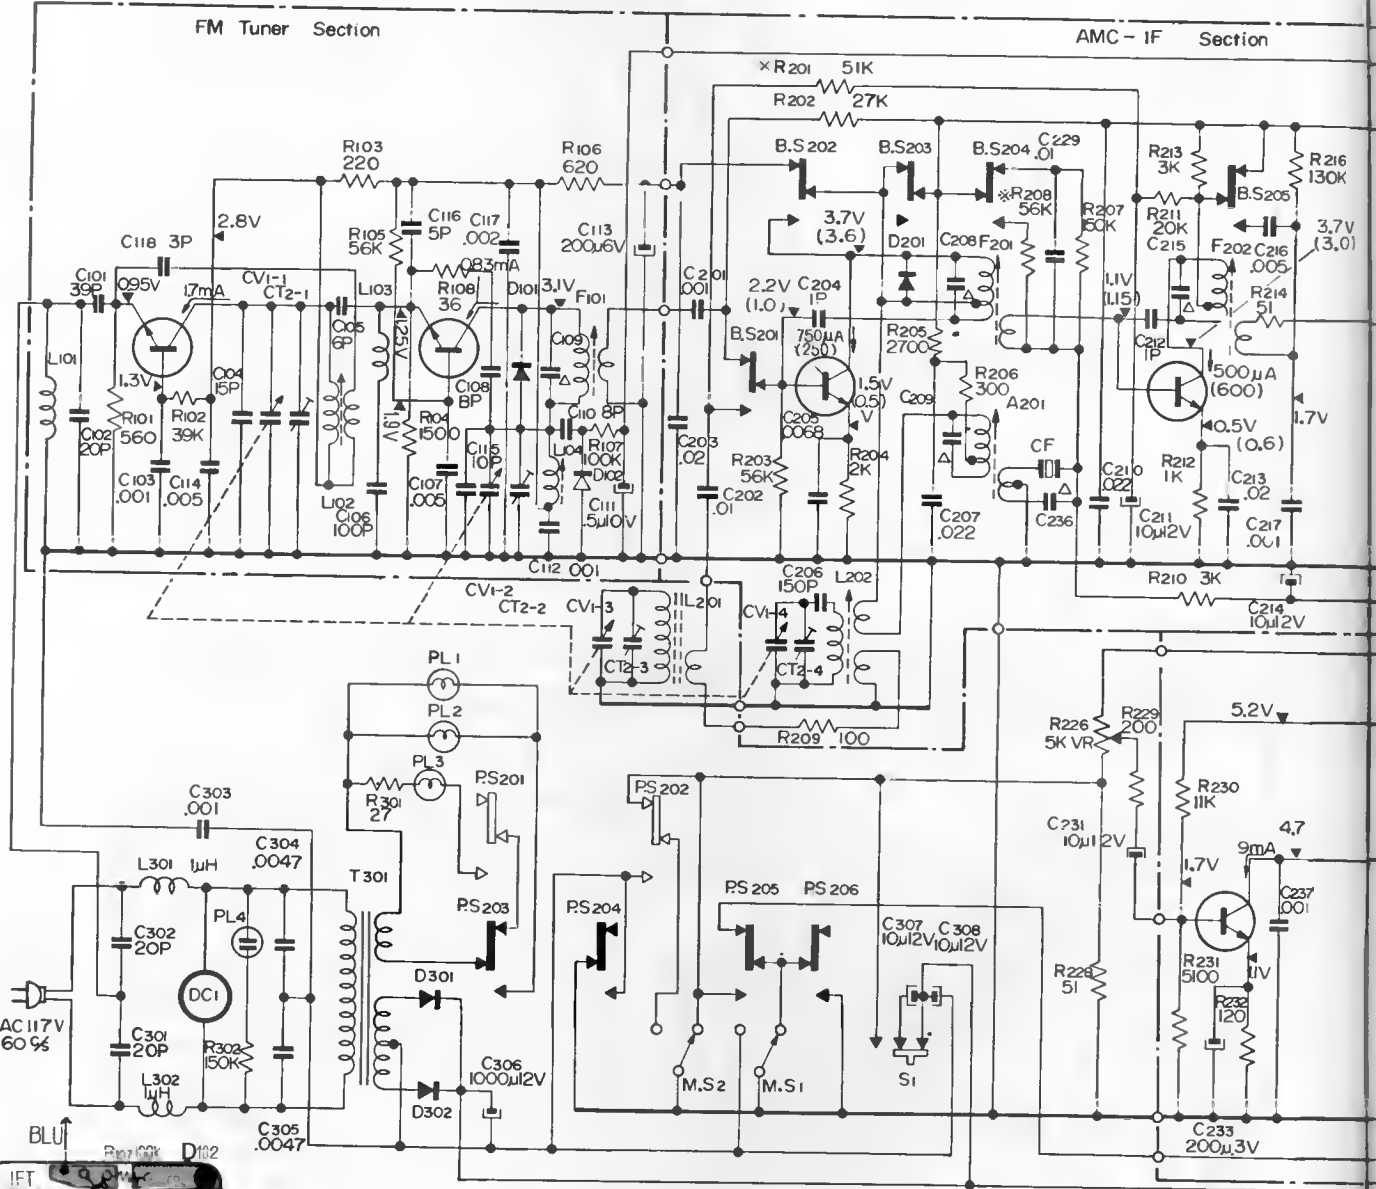 FM Tuner Section
AMC-IF Section
×R201 51K
R202 27K
R103
220
R106
620
B.S202
B.S203
B.S204
C229
.01
R213
3K
R216
130K
B.S205
※R208
56K
R207
R211
20K
2.8V
C118 3P
R105
56K
C116
5P
C117
.002
C113
200μ6V
3.7V
(3.6)
D201
C208
F201
C215
F202
C216
.005
3.7V
(3.0)
C101
39P
0.95V
1.7mA
CV1-1
CT2-1
L103
R108
36
D101
3.1V
F101
C201
.001
2.2V
(1.0)
C204
1P
1.1V
(1.15)
R214
51
L101
C105
6P
1.25V
C109
B.S201
750μA
(250)
R205
2700
C212
1P
500μA
(600)
1.3V
C104
15P
C108
8P
R206
300
1.5V
(0.5)
R101
560
R102
39K
1.9V
R104
1500
C110 8P
R107
100K
C205
.0068
C209
A201
1.7V
C102
20P
C115
10P
L104
D102
C203
.02
R204
2K
CF
0.5V
(0.6)
C103
.001
C114
.005
L102
C106
100P
C107
.005
C111
.5μ10V
R203
56K
C202
.01
C207
.022
C236
C210
.022
C211
10μ12V
R212
1K
C213
.02
C217
.001
C112 .001
CV1-2
CT2-2
CV1-3
L201
C206
150P
L202
CV1-4
R210 3K
C214
10μ12V
CT2-3
CT2-4
R209 100
PL1
PL2
PL3
R301
27
P.S201
P.S202
R226
5K VR
R229
200
5.2V
R230
11K
C303
.001
C304
.0047
L301 1μH
T301
C231
10μ12V
1.7V
9mA
4.7
C237
.001
PL4
C302
20P
P.S203
P.S204
P.S205
P.S206
C307
10μ12V
C308
10μ12V
D301
DC1
AC117V
60 c/s
C301
20P
R302
150K
L302
1μH
C306
1000μ12V
D302
R228
51
R231
5100
R232
120
M.S2
M.S1
S1
C305
.0047
C233
200μ3V
BLU
R107 100K
D102
IFT